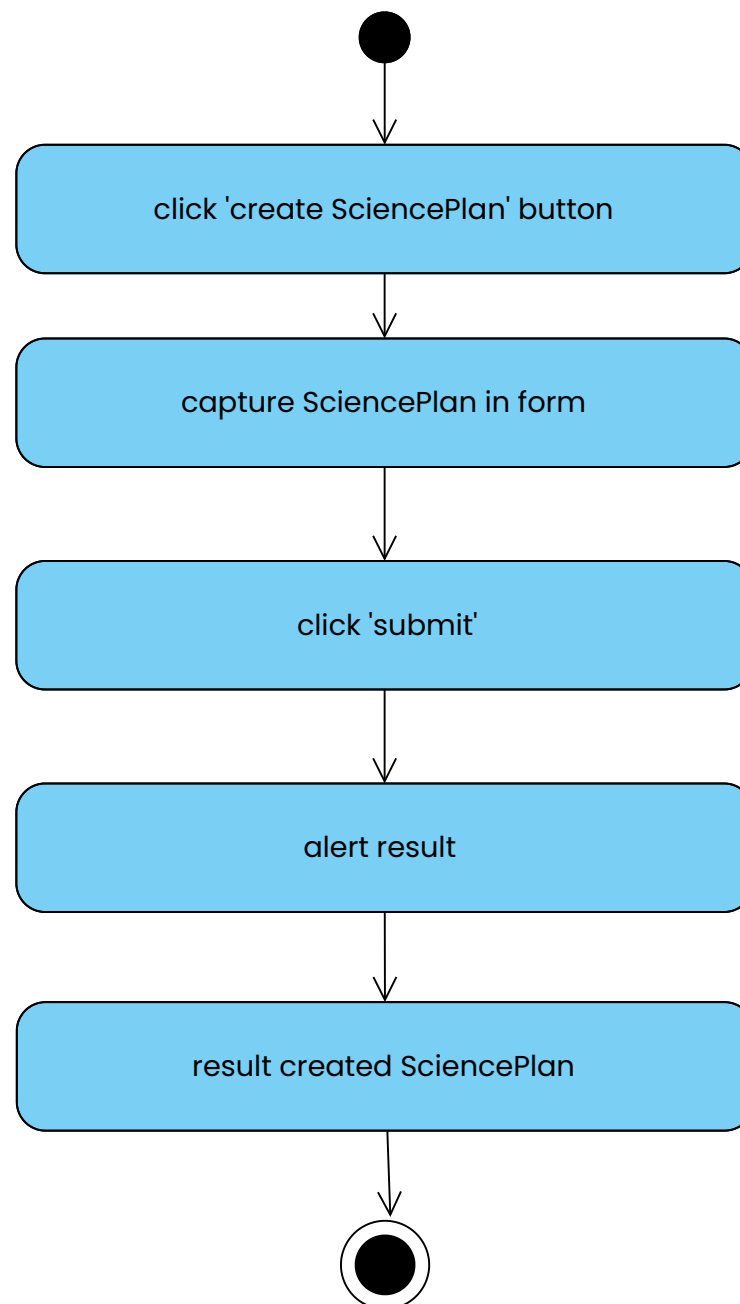 click 'create SciencePlan' button
capture SciencePlan in form
click 'submit'
alert result
result created SciencePlan